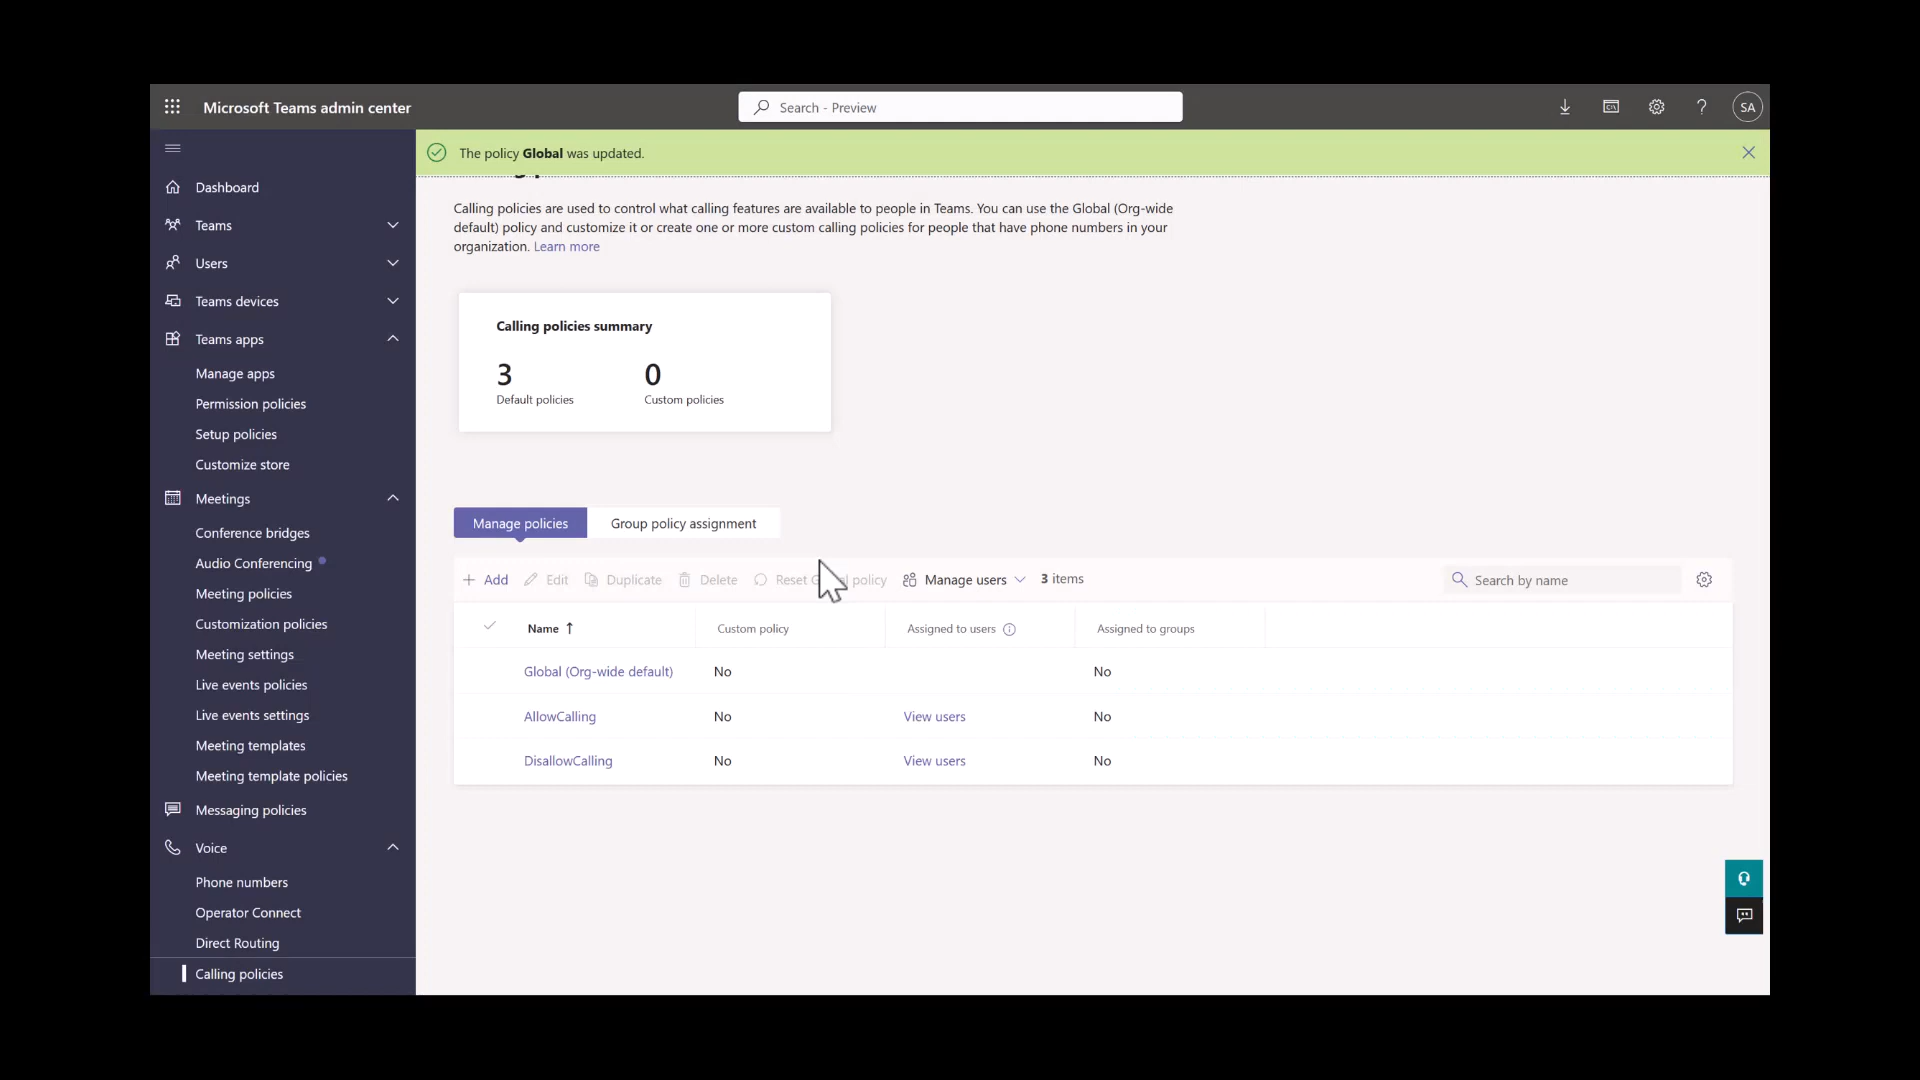 Microsoft Teams admin center
Search - Preview
SA
The policy Global was updated.
Calling policies are used to control what calling features are available to people in Teams. You can use the Global (Org-wide
default) policy and customize it or create one or more custom calling policies for people that have phone numbers in your
organization. Learn more
Dashboard
Teams
Users
Teams devices
Teams apps
Manage apps
Permission policies
Setup policies
Customize store
Meetings
Conference bridges
Audio Conferencing
Meeting policies
Customization policies
Meeting settings
Live events policies
Live events settings
Meeting templates
Meeting template policies
Messaging policies
Voice
Phone numbers
Operator Connect
Direct Routing
Calling policies
Calling policies summary
3 0
Default policies Custom policies
Manage policies Group policy assignment
Add Edit Duplicate Delete Reset policy Manage users 3 items Search by name
Name ↑ Custom policy Assigned to users Assigned to groups
Global (Org-wide default) No No
AllowCalling No View users No
DisallowCalling No View users No